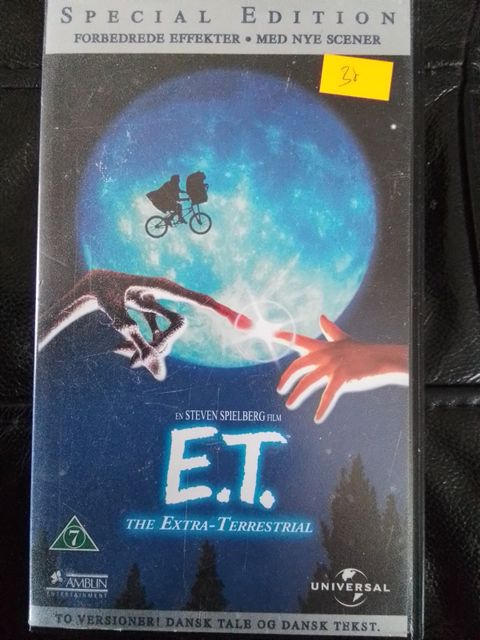 SPECIAL EDITION
FORBEDREDE EFFEKTER • MED NYE SCENER
EN STEVEN SPIELBERG FILM
E.T.
THE EXTRA-TERRESTRIAL
7
AMBLIN
ENTERTAINMENT
UNIVERSAL
TO VERSIONER! DANSK TALE OG DANSK TEKST.